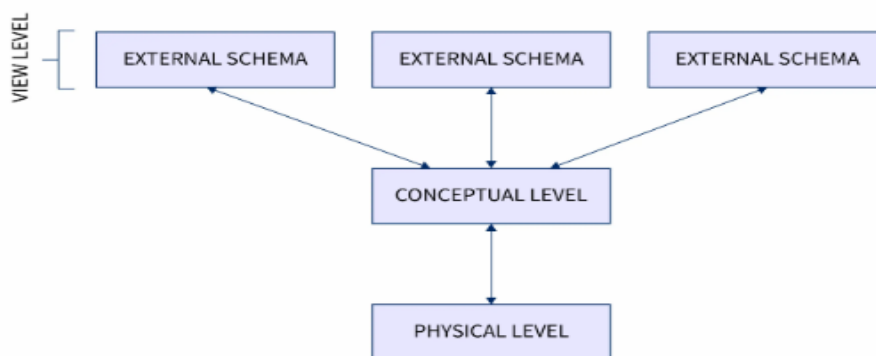 VIEW LEVEL
EXTERNAL SCHEMA
EXTERNAL SCHEMA
EXTERNAL SCHEMA
CONCEPTUAL LEVEL
PHYSICAL LEVEL